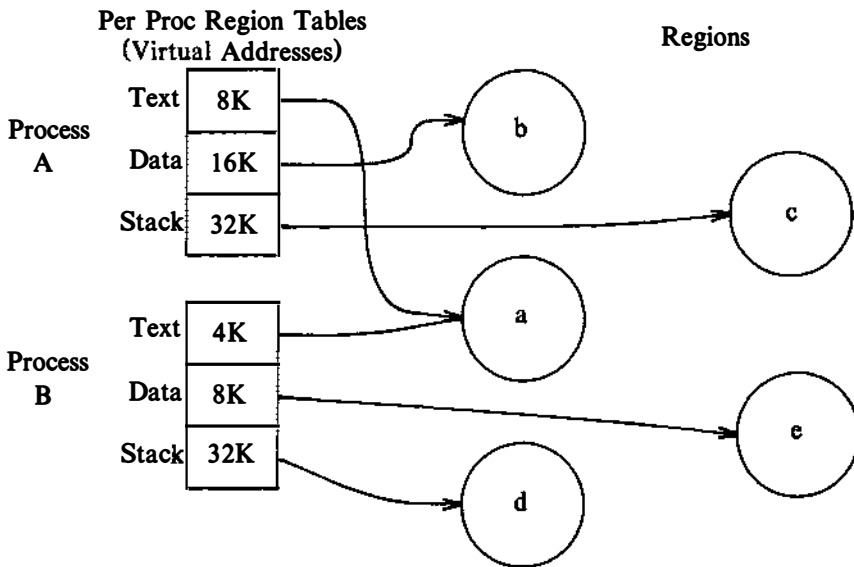 Per Proc Region Tables
(Virtual Addresses)
Regions
Process
A
Text 8K
Data 16K
Stack 32K
b
c
a
Process
B
Text 4K
Data 8K
Stack 32K
e
d